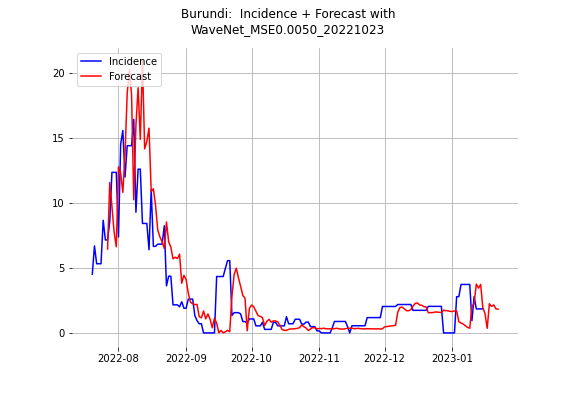 Burundi:  Incidence + Forecast with
WaveNet_MSE0.0050_20221023
Incidence
Forecast
20
15
10
5
0
2022-08
2022-09
2022-10
2022-11
2022-12
2023-01